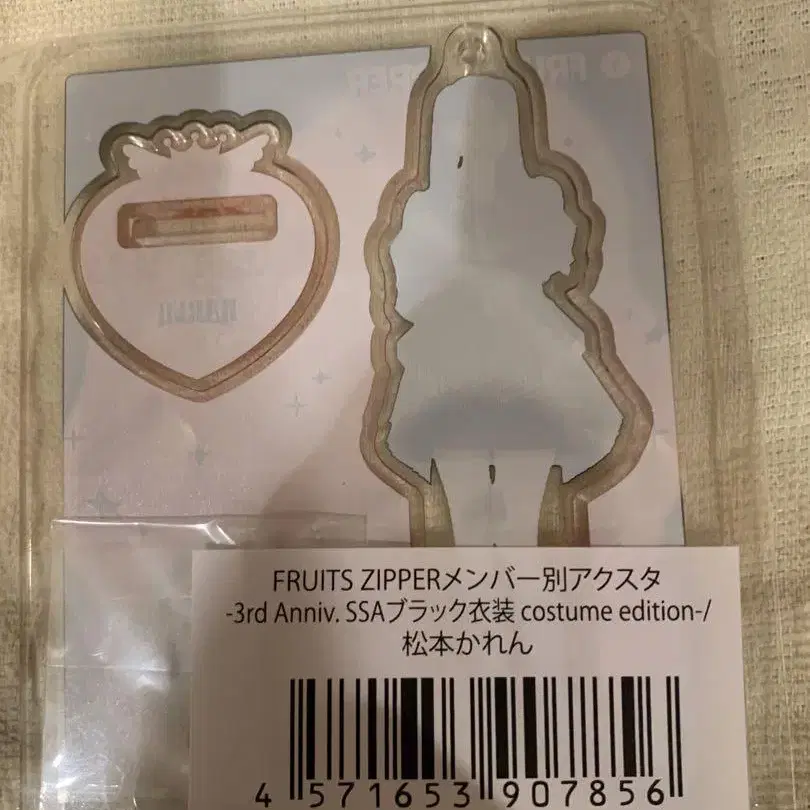 FRUITS ZIPPERメンバー別アクスタ
-3rd Anniv. SSAブラック衣装 costume edition-/
松本かれん
4 571653 907856